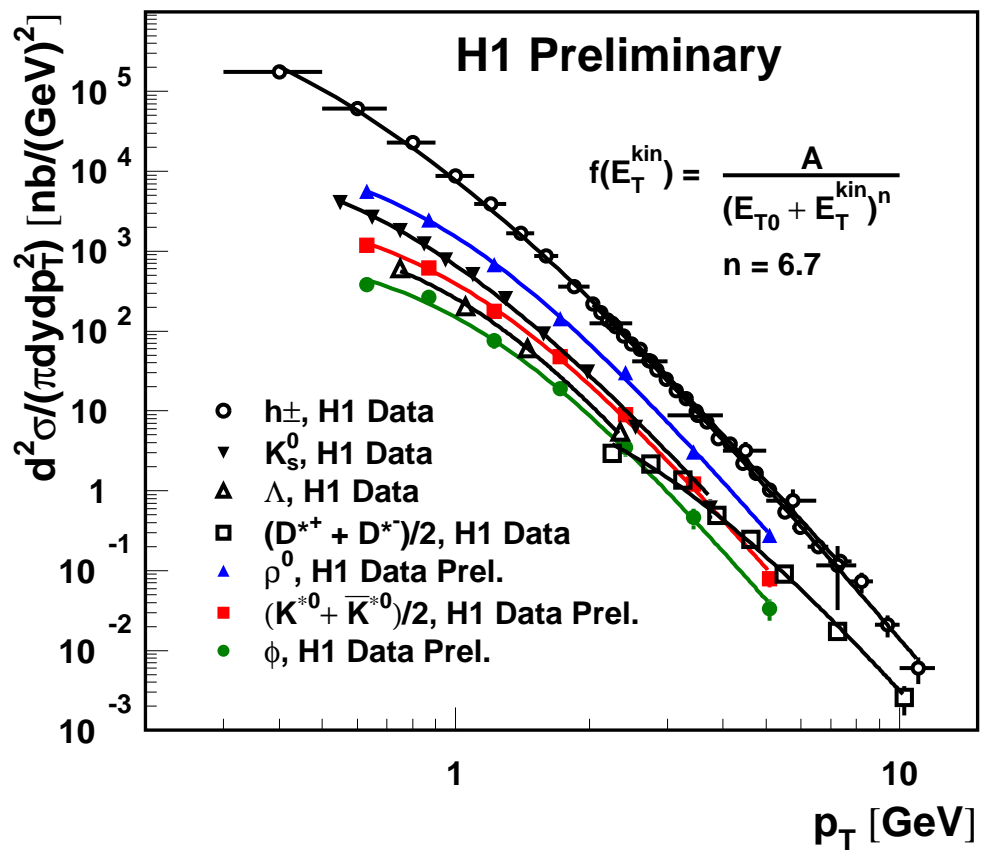 H1 Preliminary
d²σ/(πdydp_T²) [nb/(GeV)²]
10^5
10^4
10^3
10^2
10
1
10^-1
10^-2
10^-3
f(E_T^kin) = A / (E_T0 + E_T^kin)^n
n = 6.7
h±, H1 Data
K_s^0, H1 Data
Λ, H1 Data
(D*+ + D*-)/2, H1 Data
ρ^0, H1 Data Prel.
(K*0 + K̅*0)/2, H1 Data Prel.
ϕ, H1 Data Prel.
1
10
p_T [GeV]